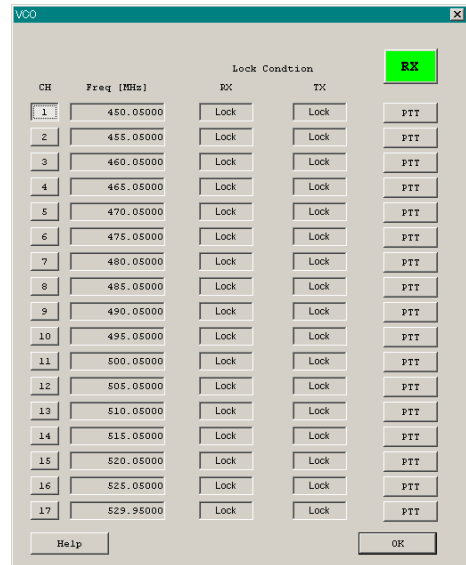 VCO
RX
Lock Condtion
CH Freq [MHz] RX TX
1 450.05000 Lock Lock PTT
2 455.05000 Lock Lock PTT
3 460.05000 Lock Lock PTT
4 465.05000 Lock Lock PTT
5 470.05000 Lock Lock PTT
6 475.05000 Lock Lock PTT
7 480.05000 Lock Lock PTT
8 485.05000 Lock Lock PTT
9 490.05000 Lock Lock PTT
10 495.05000 Lock Lock PTT
11 500.05000 Lock Lock PTT
12 505.05000 Lock Lock PTT
13 510.05000 Lock Lock PTT
14 515.05000 Lock Lock PTT
15 520.05000 Lock Lock PTT
16 525.05000 Lock Lock PTT
17 529.95000 Lock Lock PTT
Help OK